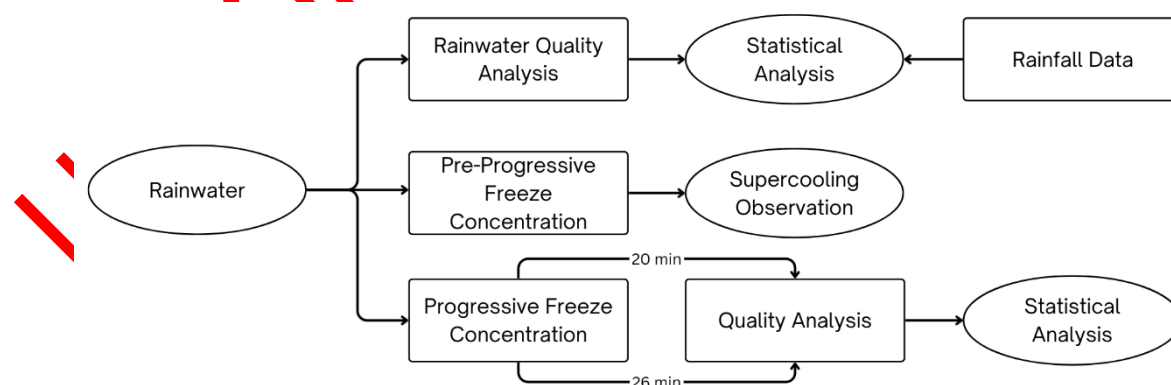 Rainwater Quality
Analysis
Statistical
Analysis
Rainfall Data
Rainwater
Pre-Progressive
Freeze
Concentration
Supercooling
Observation
20 min
Progressive Freeze
Concentration
Quality Analysis
Statistical
Analysis
26 min